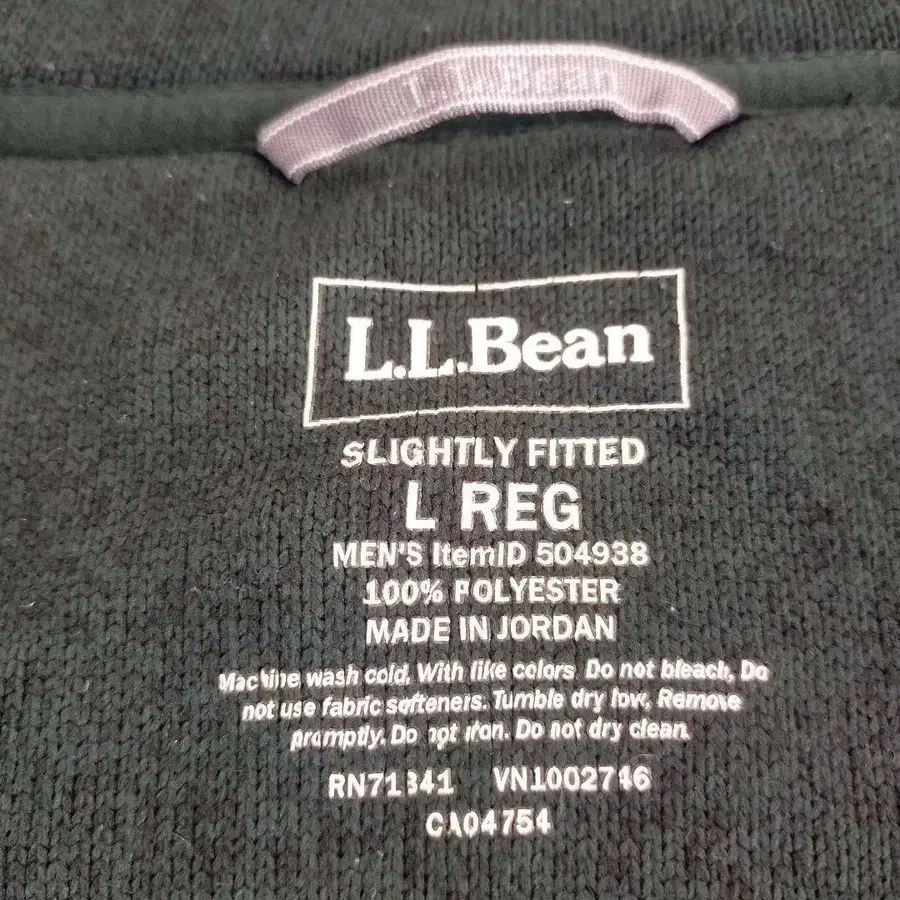 L.L.Bean
L.L.Bean
SLIGHTLY FITTED
L REG
MEN'S ItemID 504938
100% POLYESTER
MADE IN JORDAN
Machine wash cold, With like colors. Do not bleach, Do
not use fabric softeners. Tumble dry low, Remove
promptly. Do not iron. Do not dry clean.
RN71341 VN1002746
CA04754